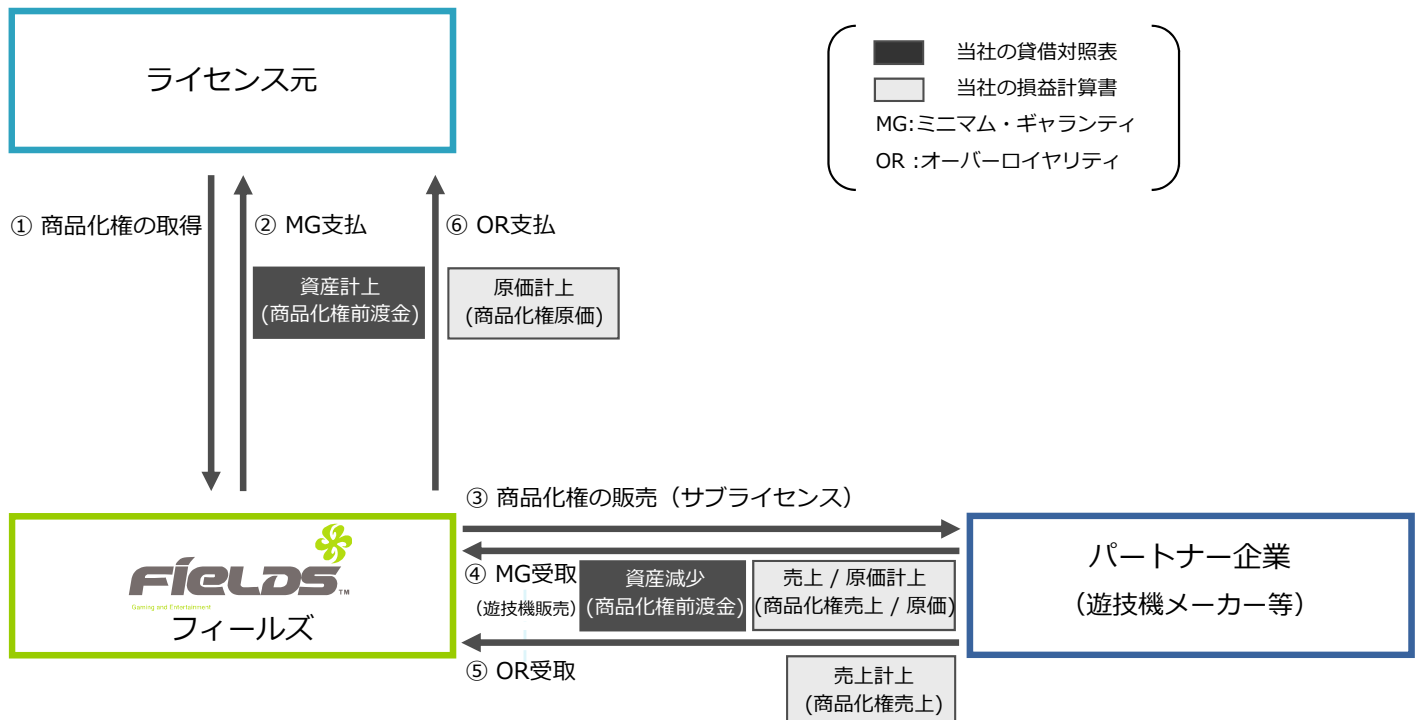 ライセンス元
当社の貸借対照表
当社の損益計算書
MG:ミニマム・ギャランティ
OR :オーバーロイヤリティ
① 商品化権の取得
② MG支払
⑥ OR支払
資産計上
(商品化権前渡金)
原価計上
(商品化権原価)
③ 商品化権の販売（サブライセンス）
FIELDS™
Gaming and Entertainment
フィールズ
④ MG受取
（遊技機販売）
資産減少
(商品化権前渡金)
売上 / 原価計上
(商品化権売上 / 原価)
⑤ OR受取
売上計上
(商品化権売上)
パートナー企業
（遊技機メーカー等）